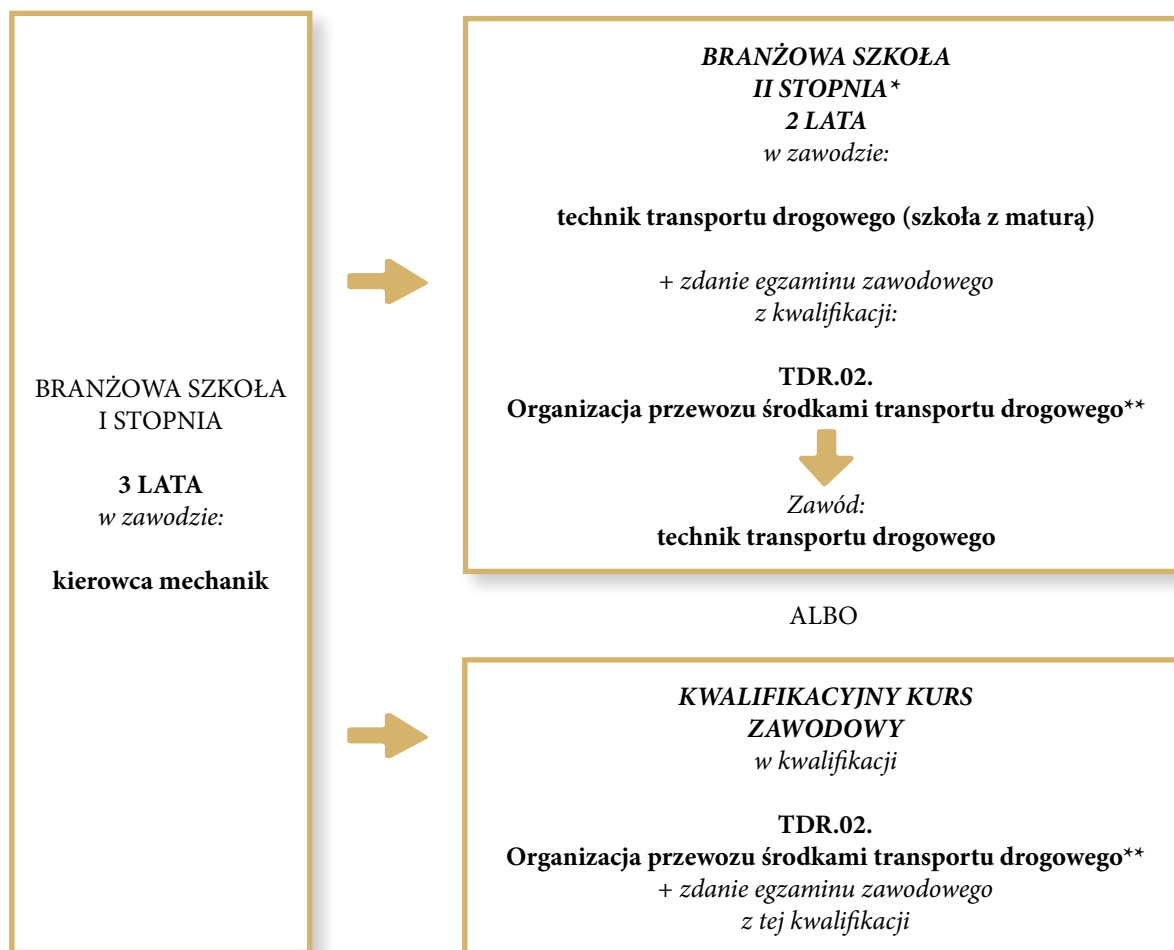 BRANŻOWA SZKOŁA
I STOPNIA
3 LATA
w zawodzie:
kierowca mechanik
BRANŻOWA SZKOŁA
II STOPNIA*
2 LATA
w zawodzie:
technik transportu drogowego (szkoła z maturą)
+ zdanie egzaminu zawodowego
z kwalifikacji:
TDR.02.
Organizacja przewozu środkami transportu drogowego**
Zawód:
technik transportu drogowego
ALBO
KWALIFIKACYJNY KURS
ZAWODOWY
w kwalifikacji
TDR.02.
Organizacja przewozu środkami transportu drogowego**
+ zdanie egzaminu zawodowego
z tej kwalifikacji